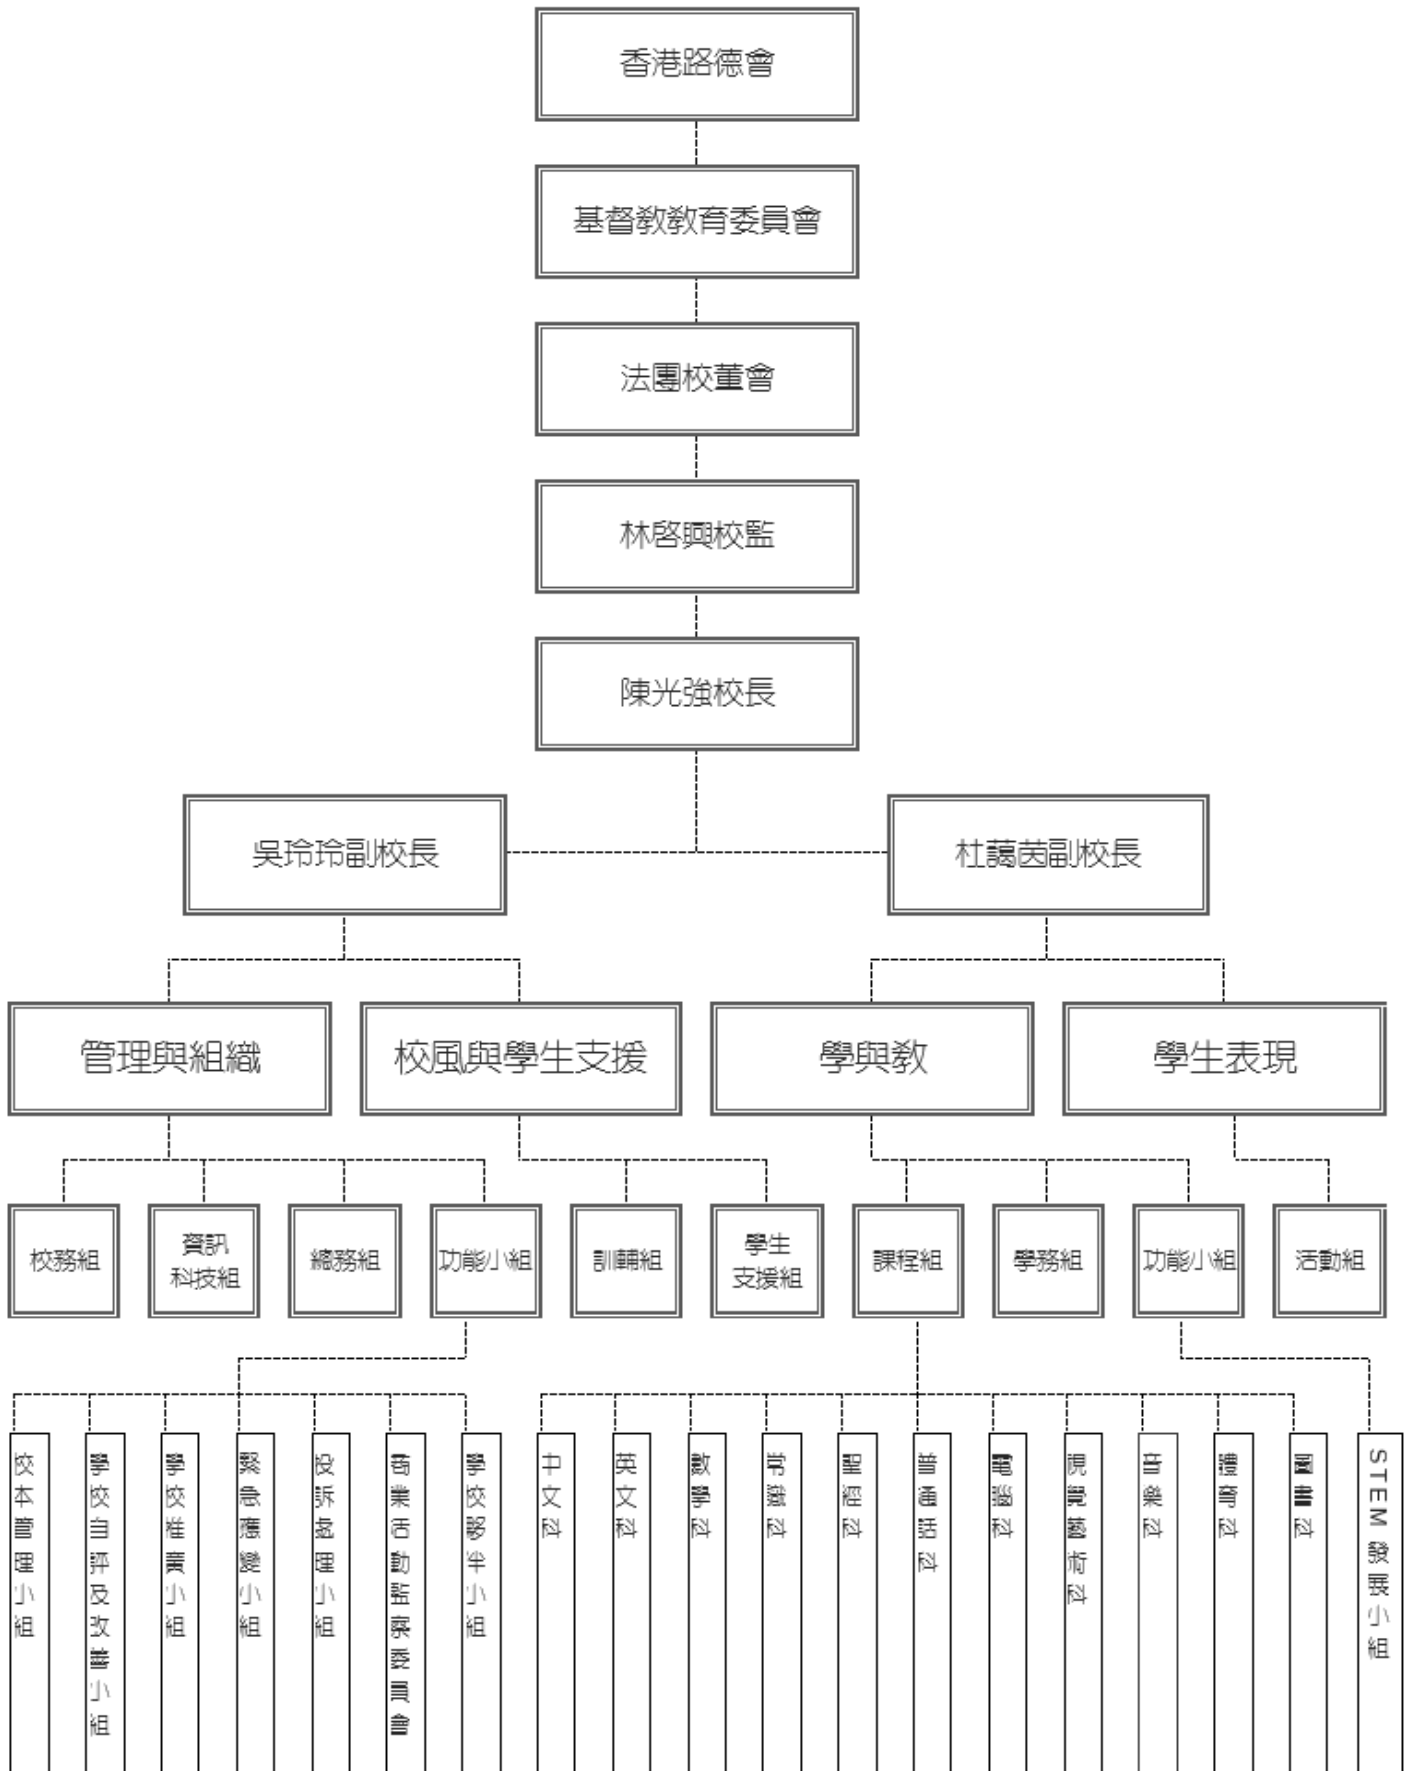 香港路德會
基督教教育委員會
法團校董會
林啓興校監
陳光強校長
吳玲玲副校長
杜藹茵副校長
管理與組織
校風與學生支援
學與教
學生表現
校務組
資訊
科技組
總務組
功能小組
訓輔組
學生
支援組
課程組
學務組
功能小組
活動組
校本管理小組
學校自評及改善小組
學校推廣小組
緊急應變小組
投訴處理小組
商業活動監察委員會
學校夥伴小組
中文科
英文科
數學科
常識科
聖經科
普通話科
電腦科
視覺藝術科
音樂科
體育科
圖書科
STEM 發展小組